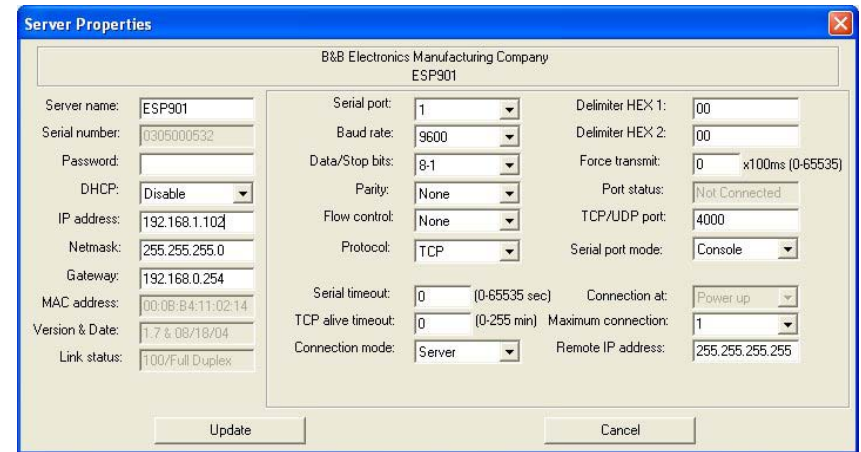 Server Properties
B&B Electronics Manufacturing Company
ESP901
Server name: ESP901
Serial number: 0305000532
Password:
DHCP: Disable
IP address: 192.168.1.102
Netmask: 255.255.255.0
Gateway: 192.168.0.254
MAC address: 00:0B:B4:11:02:14
Version & Date: 1.7 & 08/18/04
Link status: 100/Full Duplex
Serial port: 1
Baud rate: 9600
Data/Stop bits: 8-1
Parity: None
Flow control: None
Protocol: TCP
Serial timeout: 0 (0-65535 sec)
TCP alive timeout: 0 (0-255 min)
Connection mode: Server
Delimiter HEX 1: 00
Delimiter HEX 2: 00
Force transmit: 0 x100ms (0-65535)
Port status: Not Connected
TCP/UDP port: 4000
Serial port mode: Console
Connection at: Power up
Maximum connection: 1
Remote IP address: 255.255.255.255
Update
Cancel